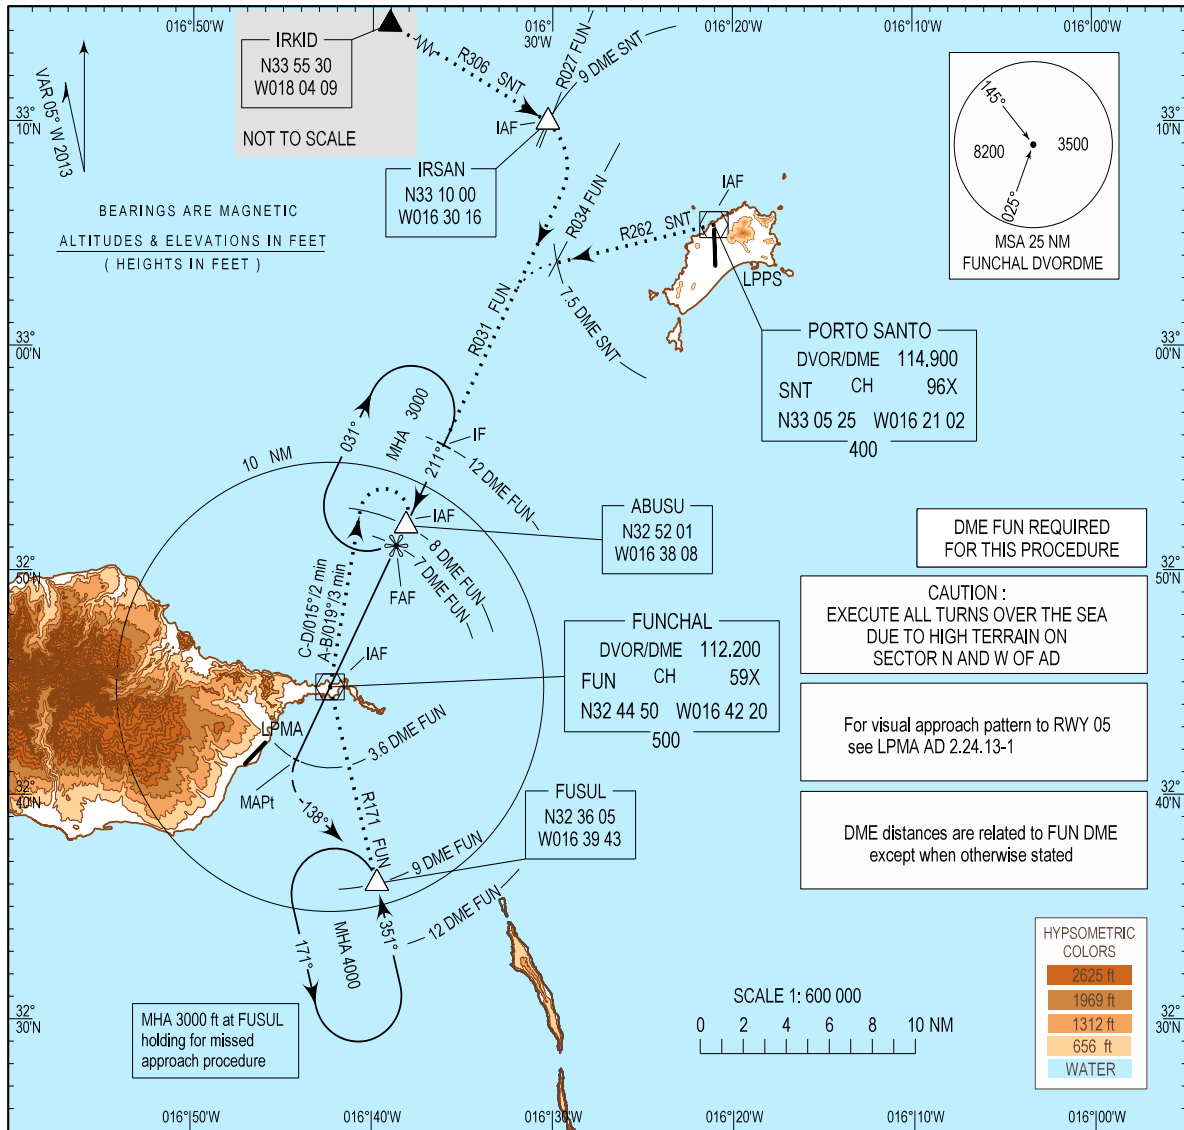 016°50'W
016°40'W
016°
30'W
016°20'W
016°10'W
016°00'W
33°
10'N
33°
10'N
33°
00'N
33°
00'N
32°
50'N
32°
50'N
32°
40'N
32°
40'N
32°
30'N
32°
30'N
016°50'W
016°40'W
016°30'W
016°20'W
016°10'W
016°00'W
VAR 05° W 2013
IRKID
N33 55 30
W018 04 09
NOT TO SCALE
R306 SNT
R027 FUN
9 DME SNT
IAF
IRSAN
N33 10 00
W016 30 16
R034 FUN
R262 SNT
7.5 DME SNT
IAF
LPPS
145°
8200
3500
025°
MSA 25 NM
FUNCHAL DVORDME
BEARINGS ARE MAGNETIC
ALTITUDES & ELEVATIONS IN FEET
( HEIGHTS IN FEET )
PORTO SANTO
DVOR/DME 114.900
SNT CH 96X
N33 05 25 W016 21 02
400
R031 FUN
MHA 3000
031°
211°
IF
12 DME FUN
10 NM
IAF
8 DME FUN
7 DME FUN
FAF
ABUSU
N32 52 01
W016 38 08
C-D/015°/2 min
A-B/019°/3 min
IAF
FUNCHAL
DVOR/DME 112.200
FUN CH 59X
N32 44 50 W016 42 20
500
DME FUN REQUIRED
FOR THIS PROCEDURE
CAUTION :
EXECUTE ALL TURNS OVER THE SEA
DUE TO HIGH TERRAIN ON
SECTOR N AND W OF AD
For visual approach pattern to RWY 05
see LPMA AD 2.24.13-1
DME distances are related to FUN DME
except when otherwise stated
LPMA
3.6 DME FUN
MAPt
138°
R171 FUN
FUSUL
N32 36 05
W016 39 43
9 DME FUN
12 DME FUN
MHA 4000
171°
351°
MHA 3000 ft at FUSUL
holding for missed
approach procedure
SCALE 1: 600 000
0 2 4 6 8 10 NM
HYPSOMETRIC
COLORS
2625 ft
1969 ft
1312 ft
656 ft
WATER